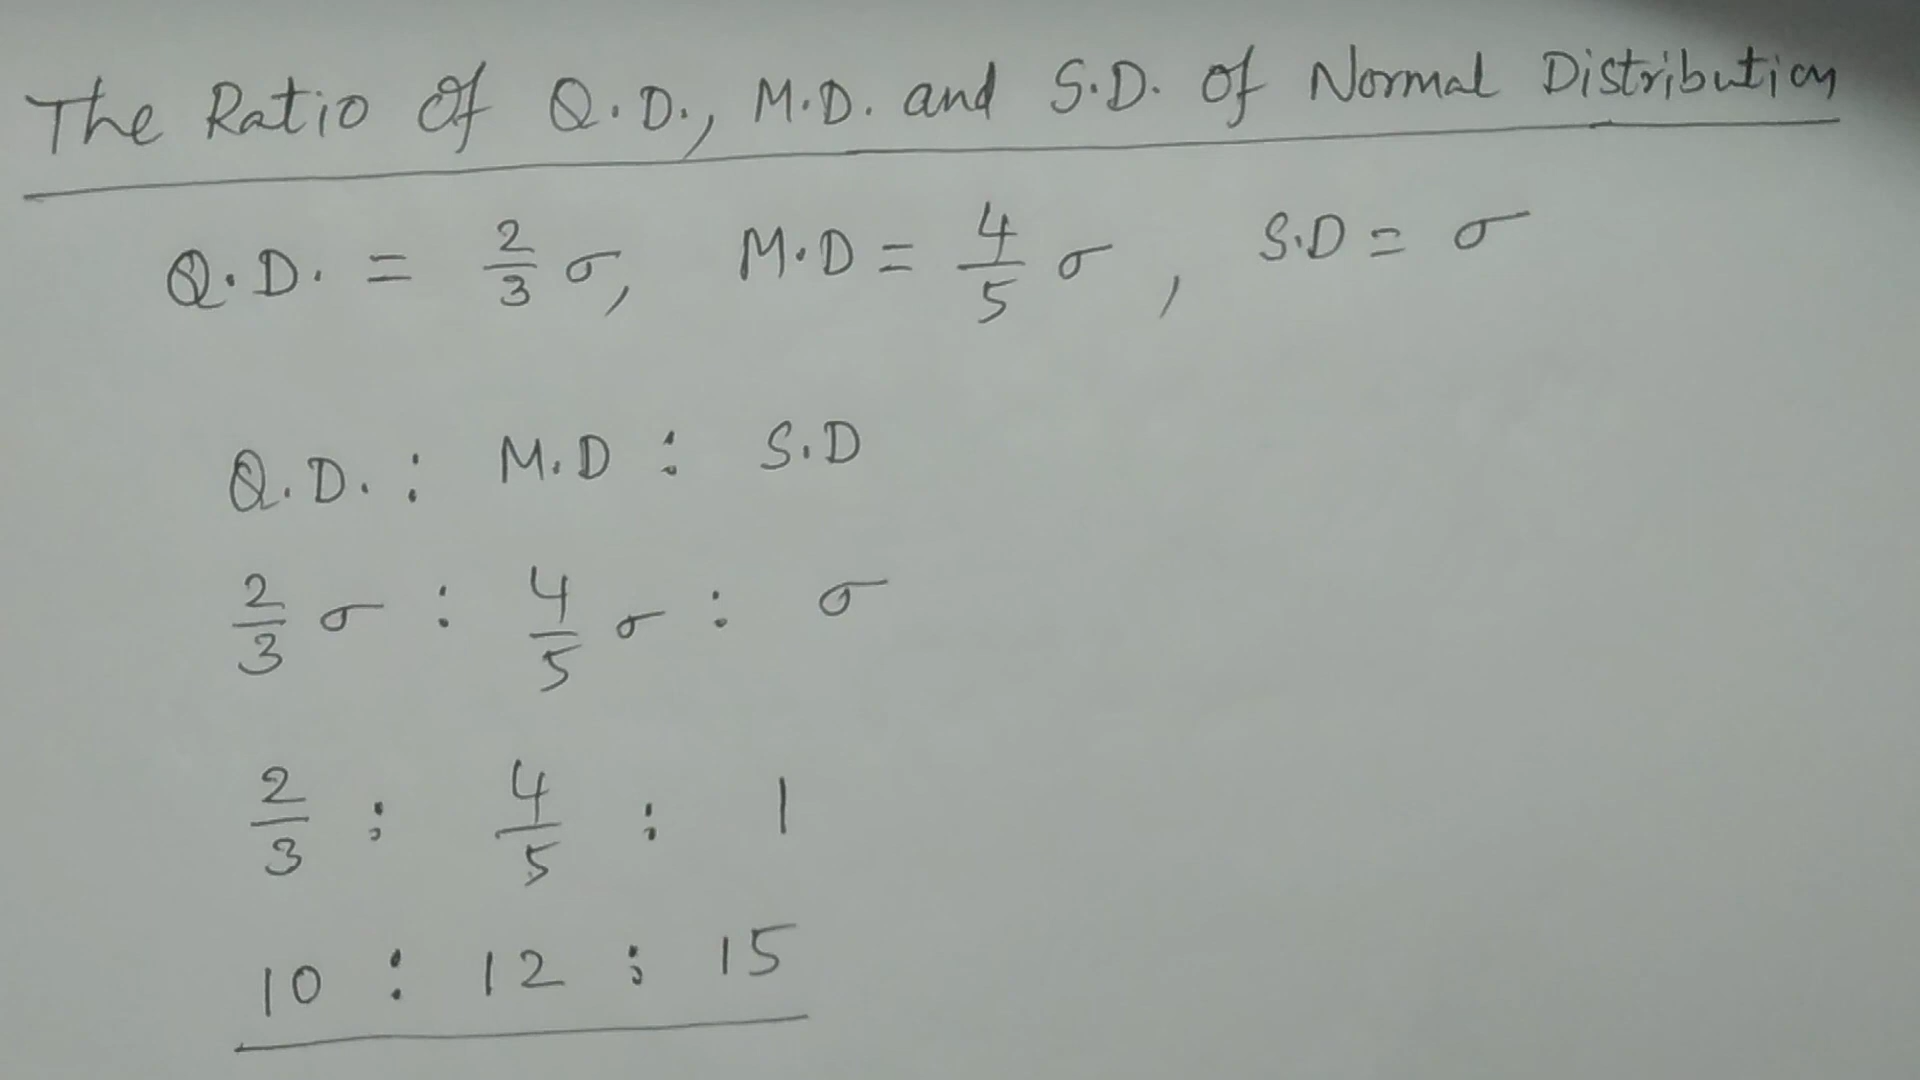 The Ratio Of Q.D., M.D. and S.D. of Normal Distribution
Q.D. = 2/3 σ, M.D = 4/5 σ, S.D = σ
Q.D. : M.D : S.D
2/3 σ : 4/5 σ : σ
2/3 : 4/5 : 1
10 : 12 : 15